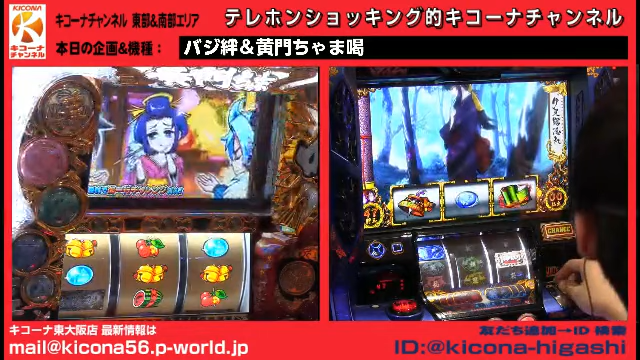 KICONA
キコーナ
チャンネル
キコーナチャンネル 東部&南部エリア
テレホンショッキング的キコーナチャンネル
本日の企画&機種:
バジ絆&黄門ちゃま喝
CHANCE
キコーナ東大阪店 最新情報は
mail@kicona56.p-world.jp
友だち追加→ID 検索
ID:@kicona-higashi